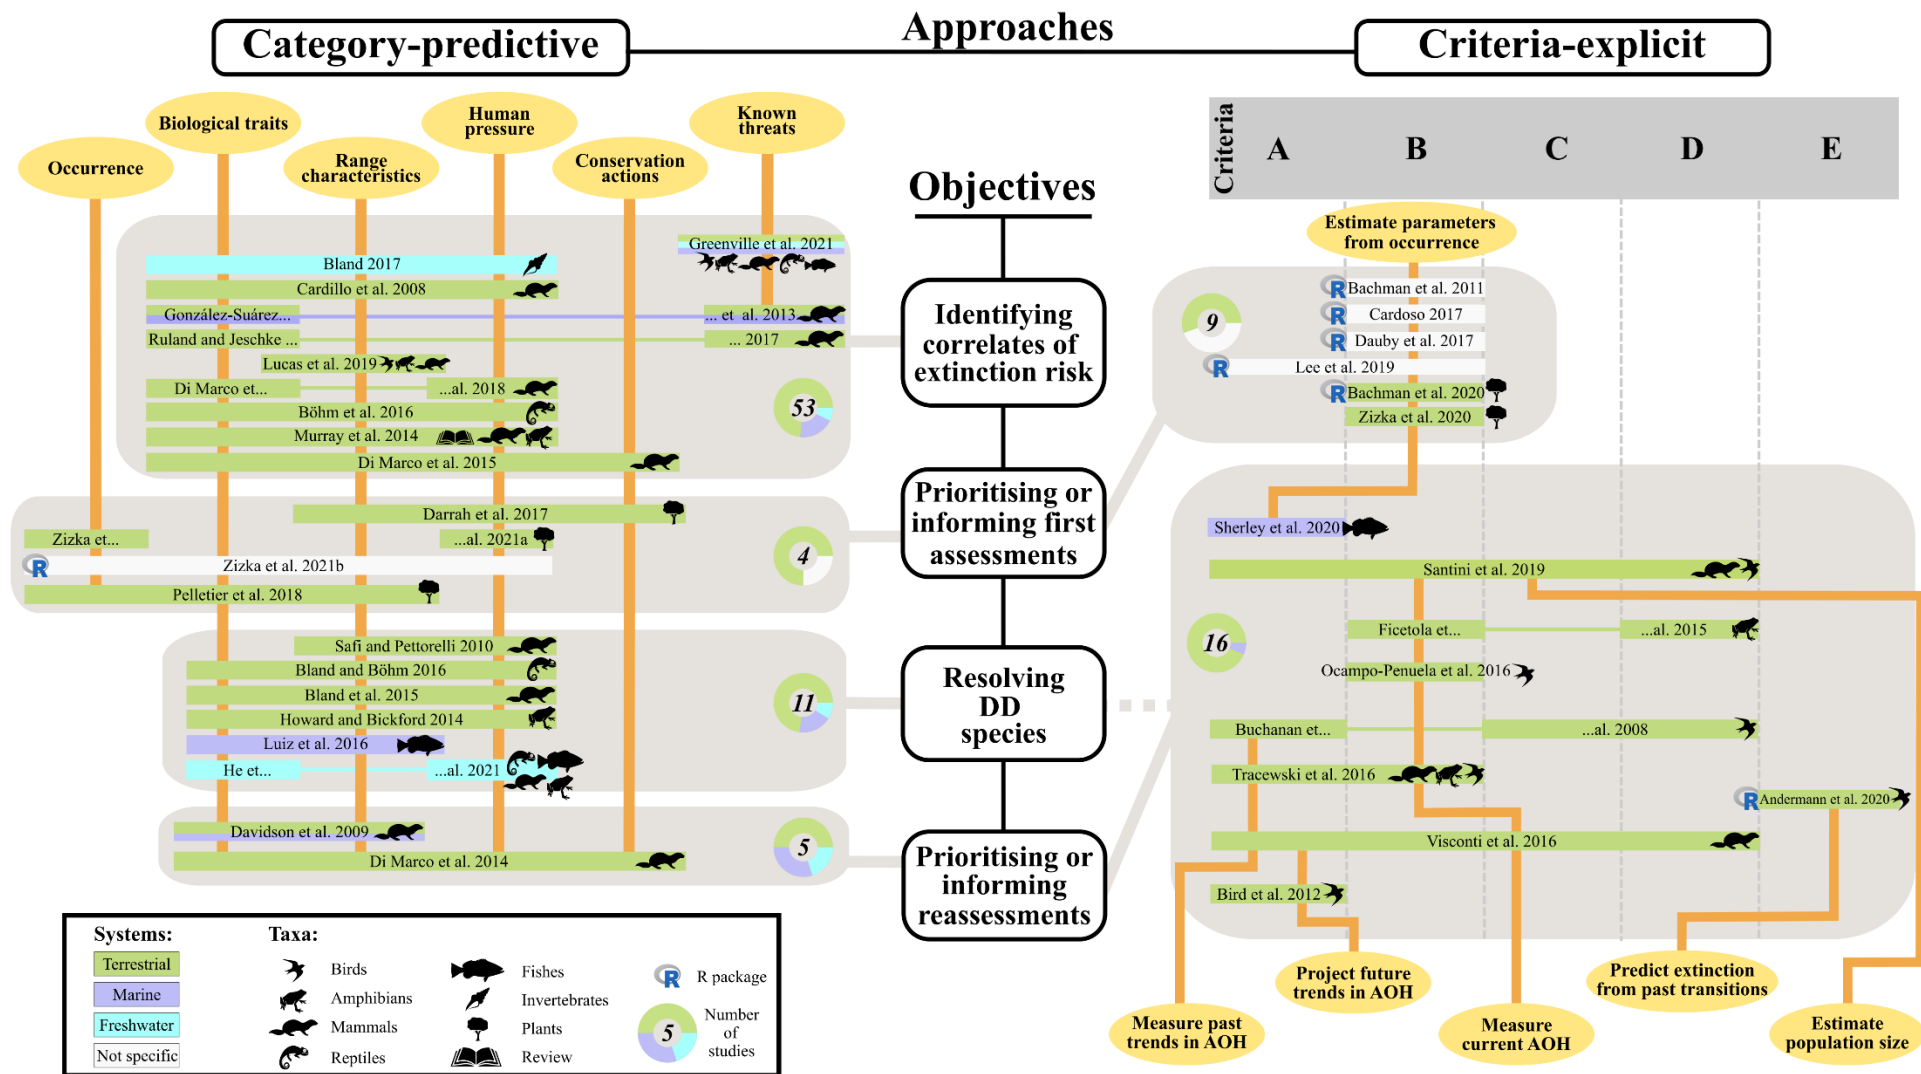 Approaches
Category-predictive
Criteria-explicit
Occurrence
Biological traits
Range
characteristics
Human
pressure
Conservation
actions
Known
threats
Greenville et al. 2021
Bland 2017
Cardillo et al. 2008
González-Suárez...
... et al. 2013
Ruland and Jeschke ...
... 2017
Lucas et al. 2019
Di Marco et...
...al. 2018
Böhm et al. 2016
Murray et al. 2014
Di Marco et al. 2015
53
Darrah et al. 2017
Zizka et...
...al. 2021a
R
Zizka et al. 2021b
Pelletier et al. 2018
4
Safi and Pettorelli 2010
Bland and Böhm 2016
Bland et al. 2015
Howard and Bickford 2014
Luiz et al. 2016
He et...
...al. 2021
11
Davidson et al. 2009
Di Marco et al. 2014
5
Objectives
Identifying
correlates of
extinction risk
Prioritising or
informing first
assessments
Resolving
DD
species
Prioritising or
informing
reassessments
Criteria
A
B
C
D
E
Estimate parameters
from occurrence
9
R
Bachman et al. 2011
R
Cardoso 2017
R
Dauby et al. 2017
R
Lee et al. 2019
R
Bachman et al. 2020
Zizka et al. 2020
16
Sherley et al. 2020
Santini et al. 2019
Ficetola et...
...al. 2015
Ocampo-Penuela et al. 2016
Buchanan et...
...al. 2008
Tracewski et al. 2016
R
Andermann et al. 2020
Visconti et al. 2016
Bird et al. 2012
Measure past
trends in AOH
Project future
trends in AOH
Measure
current AOH
Predict extinction
from past transitions
Estimate
population size
Systems:
Terrestrial
Marine
Freshwater
Not specific
Taxa:
Birds
Amphibians
Mammals
Reptiles
Fishes
Invertebrates
Plants
Review
R
R package
5
Number
of
studies